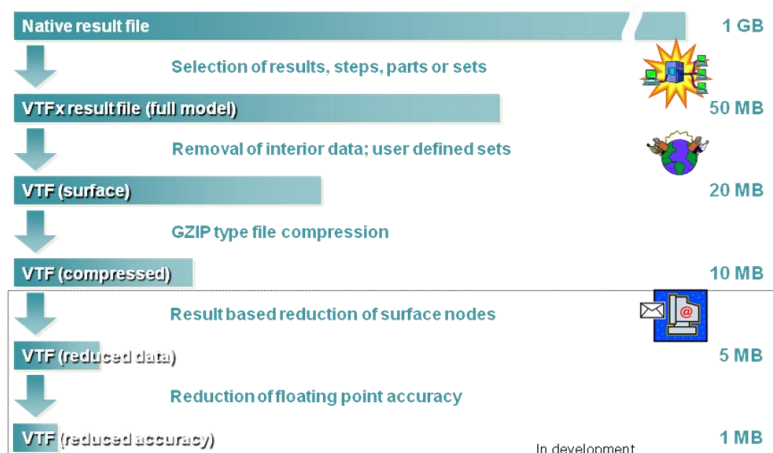 Native result file 1 GB
Selection of results, steps, parts or sets
VTFx result file (full model) 50 MB
Removal of interior data; user defined sets
VTF (surface) 20 MB
GZIP type file compression
VTF (compressed) 10 MB
Result based reduction of surface nodes
@
VTF (reduced data) 5 MB
Reduction of floating point accuracy
VTF (reduced accuracy) 1 MB
In development